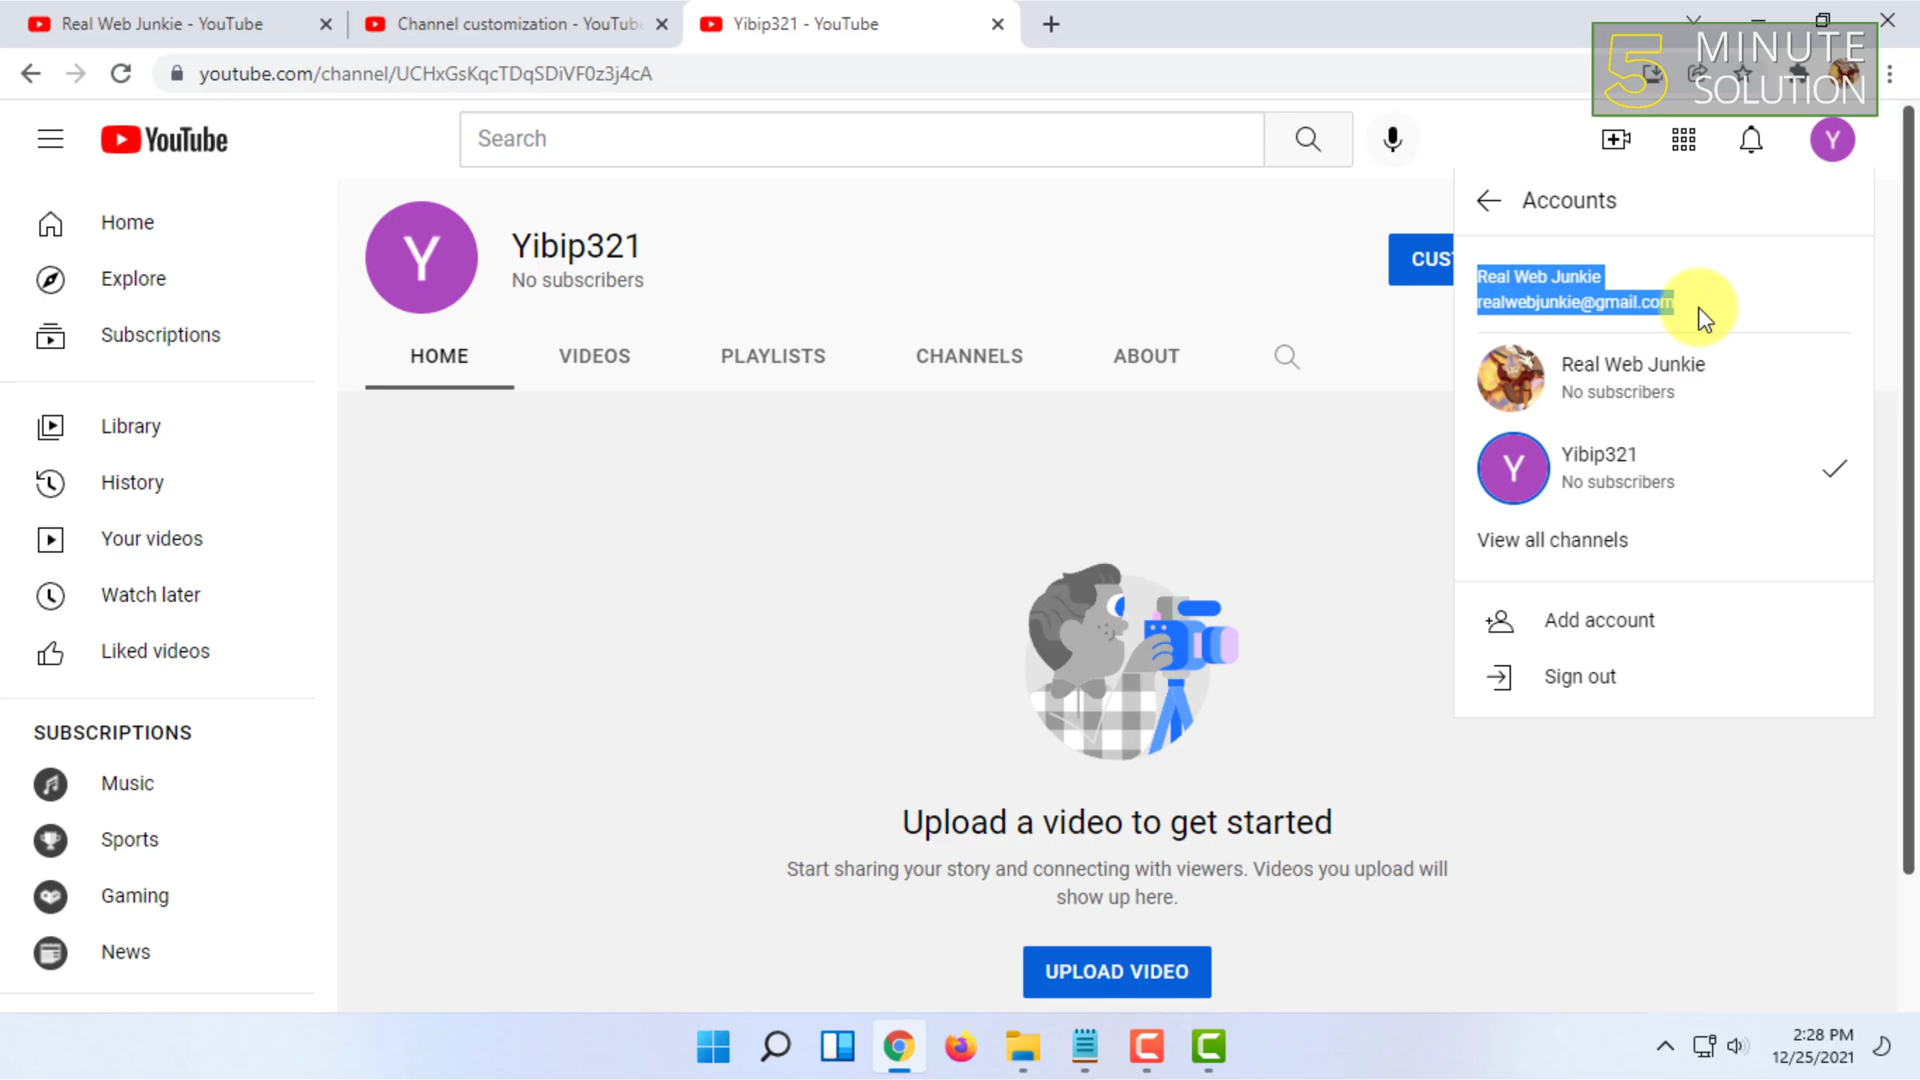 Real Web Junkie - YouTube
Channel customization - YouTub
Yibip321 - YouTube
youtube.com/channel/UCHxGsKqcTDqSDiVF0z3j4cA
5 MINUTE
SOLUTION
YouTube
Search
Y
Home
Explore
Subscriptions
Library
History
Your videos
Watch later
Liked videos
SUBSCRIPTIONS
Music
Sports
Gaming
News
Y
Yibip321
No subscribers
CUS
HOME
VIDEOS
PLAYLISTS
CHANNELS
ABOUT
Upload a video to get started
Start sharing your story and connecting with viewers. Videos you upload will
show up here.
UPLOAD VIDEO
Accounts
Real Web Junkie
realwebjunkie@gmail.com
Real Web Junkie
No subscribers
Y
Yibip321
No subscribers
View all channels
Add account
Sign out
2:28 PM
12/25/2021